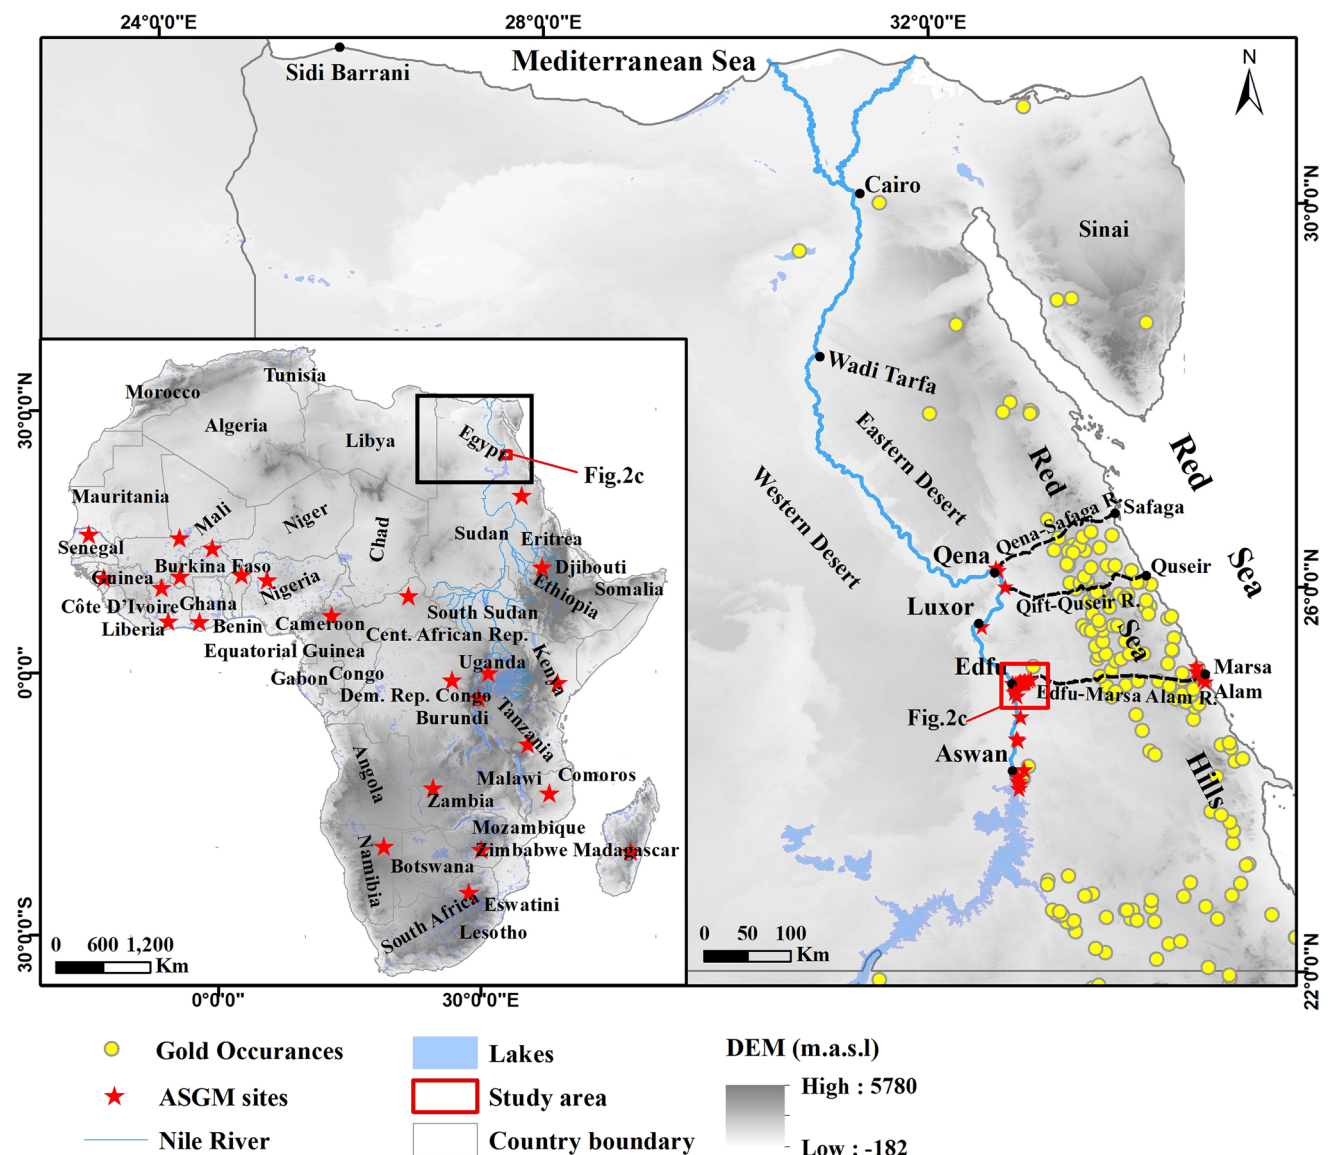 24°0'0"E
28°0'0"E
32°0'0"E
Mediterranean Sea
N
Sidi Barrani
Cairo
30°0'0"N
Sinai
Wadi Tarfa
Eastern Desert
Western Desert
Red
Sea
Red
Sea
Hills
Qena-Safaga R.
Safaga
Qena
Quseir
26°0'0"N
Qift-Quseir R.
Luxor
Edfu
Marsa
Alam
Edfu-Marsa Alam R.
Fig.2c
Aswan
22°0'0"N
0 50 100
Km
30°0'0"N
0°0'0"
30°0'0"S
Tunisia
Morocco
Algeria
Libya
Egypt
Fig.2c
Mauritania
Mali
Niger
Chad
Sudan
Eritrea
Senegal
Burkina Faso
Djibouti
Guinea
Nigeria
Ethiopia
Somalia
Côte D'Ivoire
Ghana
South Sudan
Liberia
Benin
Cameroon
Cent. African Rep.
Equatorial Guinea
Uganda
Kenya
Gabon
Congo
Dem. Rep. Congo
Burundi
Tanzania
Angola
Malawi
Comoros
Zambia
Mozambique
Namibia
Zimbabwe
Madagascar
Botswana
South Africa
Eswatini
Lesotho
0 600 1,200
Km
0°0'0"
30°0'0"E
Gold Occurances
Lakes
DEM (m.a.s.l)
High : 5780
ASGM sites
Study area
Nile River
Country boundary
Low : -182